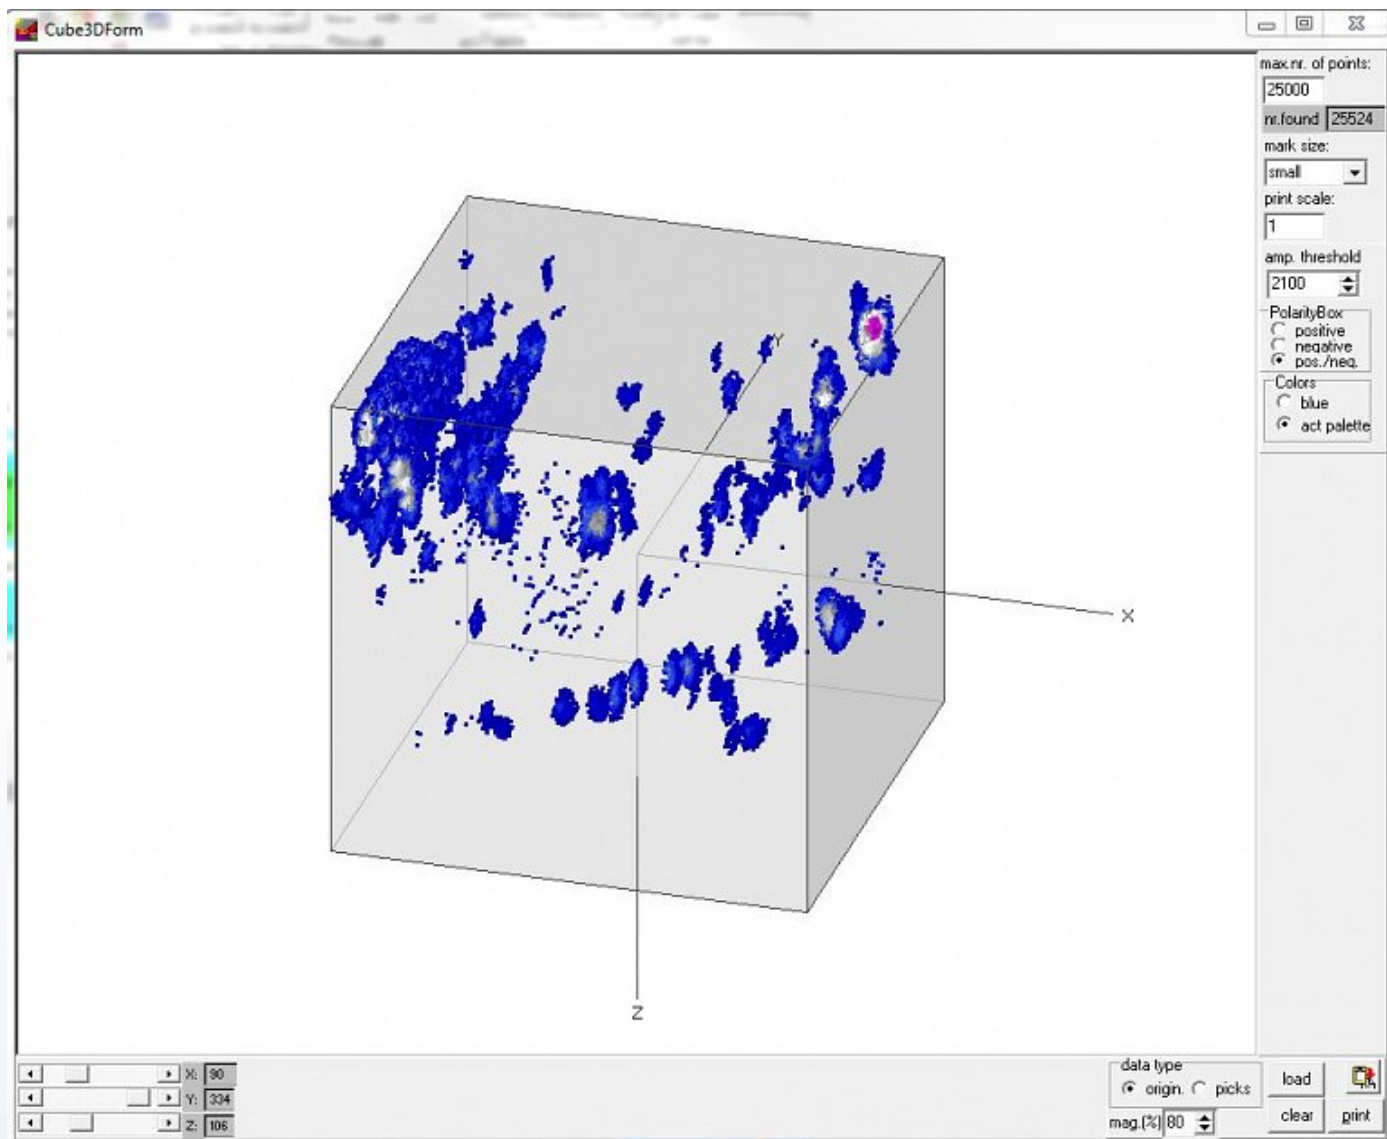 Cube3DForm
max.nr. of points:
25000
nr.found 25524
mark size:
small
print scale:
1
amp. threshold
2100
PolarityBox
positive
negative
pos./neg.
Colors
blue
act palette
Y
X
Z
X: 90
Y: 334
Z: 106
data type
origin. picks
mag.(%) 80
load
clear
print